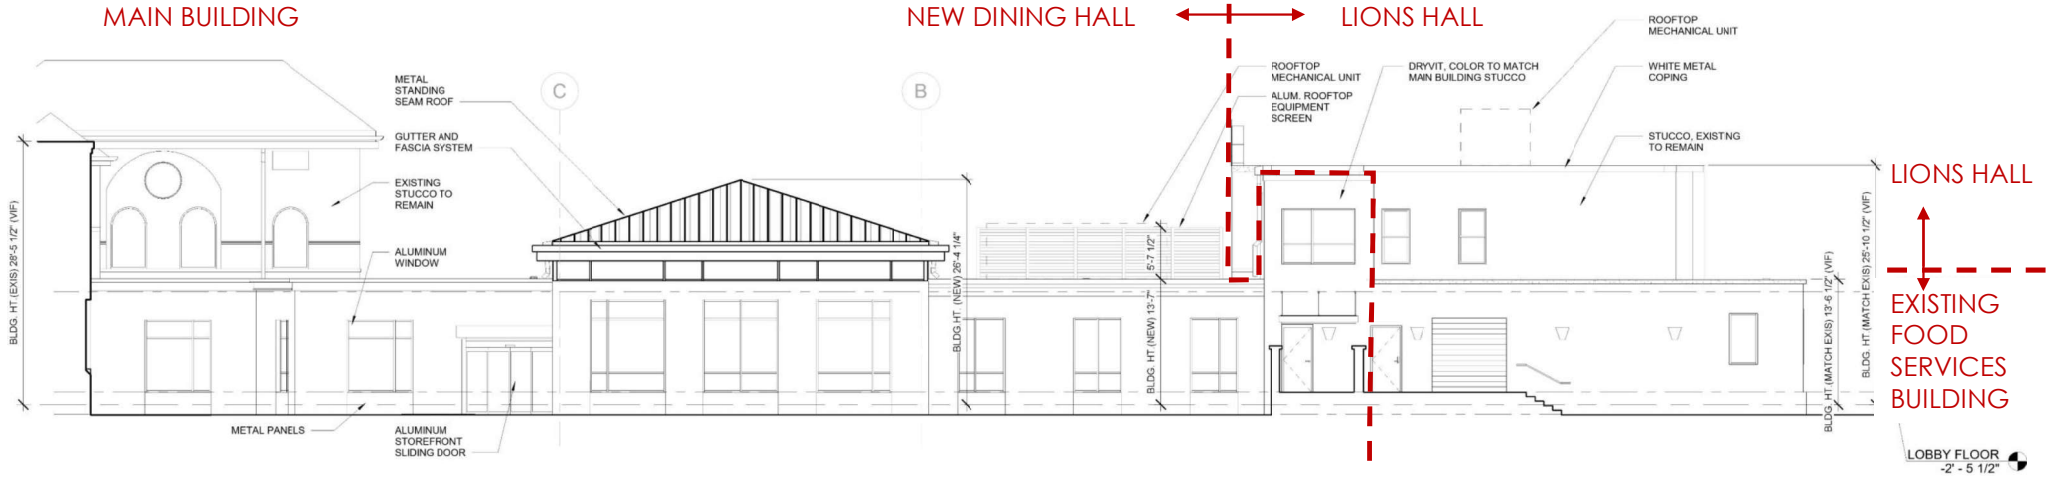 MAIN BUILDING
NEW DINING HALL
LIONS HALL
ROOFTOP
MECHANICAL UNIT
METAL
STANDING
SEAM ROOF
C
B
ROOFTOP
MECHANICAL UNIT
DRYVIT, COLOR TO MATCH
MAIN BUILDING STUCCO
WHITE METAL
COPING
ALUM. ROOFTOP
EQUIPMENT
SCREEN
GUTTER AND
FASCIA SYSTEM
STUCCO, EXISTNG
TO REMAIN
EXISTING
STUCCO TO
REMAIN
LIONS HALL
ALUMINUM
WINDOW
BLDG. HT.(EXIS) 28'-5 1/2" (VIF)
BLDG.HT. (NEW) 26'-4 1/4"
5'-7 1/2"
BLDG. HT (NEW) 13'-7"
BLDG. HT.(MATCH EXIS) 13'-6 1/2" (VIF)
BLDG. HT.(MATCH EXIS) 25'-10 1/2" (VIF)
EXISTING
FOOD
SERVICES
BUILDING
METAL PANELS
ALUMINUM
STOREFRONT
SLIDING DOOR
LOBBY FLOOR
-2' - 5 1/2"